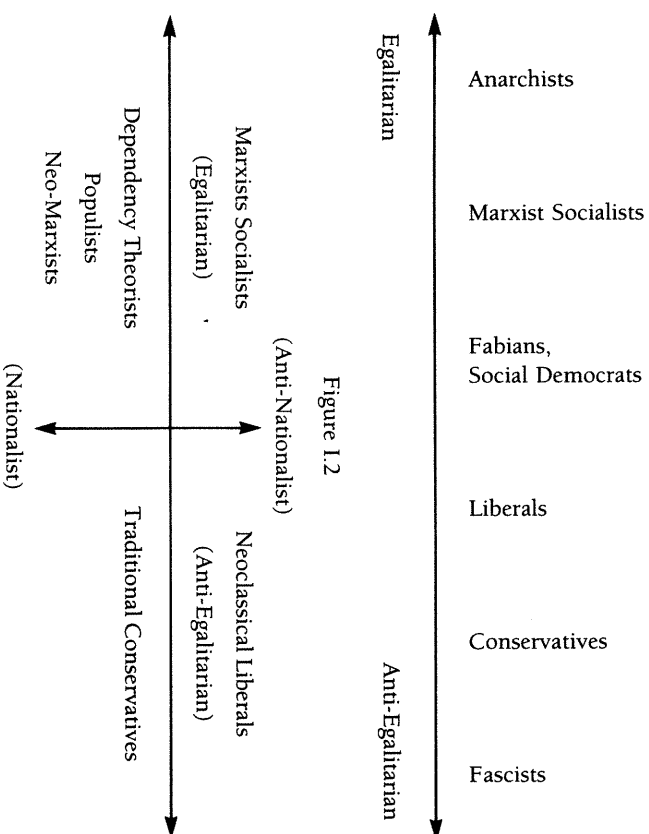 Anarchists
Marxist Socialists
Fabians,
Social Democrats
Liberals
Conservatives
Fascists
Egalitarian
Anti-Egalitarian
Figure I.2
(Anti-Nationalist)
Marxists Socialists
(Egalitarian)
Neoclassical Liberals
(Anti-Egalitarian)
Dependency Theorists
Populists
Neo-Marxists
Traditional Conservatives
(Nationalist)